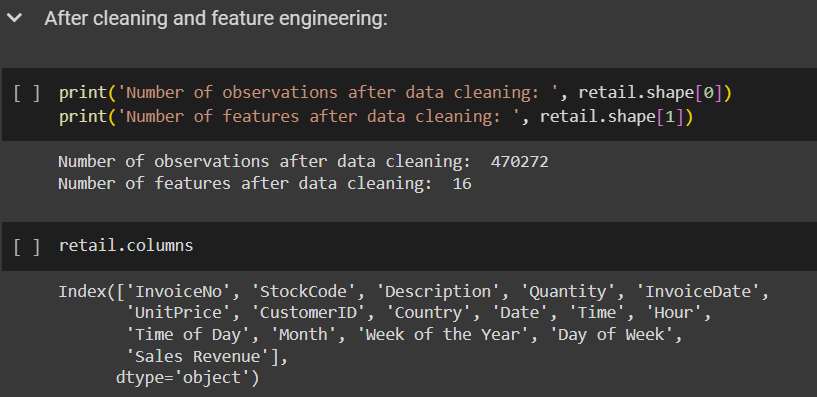 After cleaning and feature engineering:
[ ] print('Number of observations after data cleaning: ', retail.shape[0])
print('Number of features after data cleaning: ', retail.shape[1])
Number of observations after data cleaning:  470272
Number of features after data cleaning:  16
[ ] retail.columns
Index(['InvoiceNo', 'StockCode', 'Description', 'Quantity', 'InvoiceDate',
'UnitPrice', 'CustomerID', 'Country', 'Date', 'Time', 'Hour',
'Time of Day', 'Month', 'Week of the Year', 'Day of Week',
'Sales Revenue'],
dtype='object')